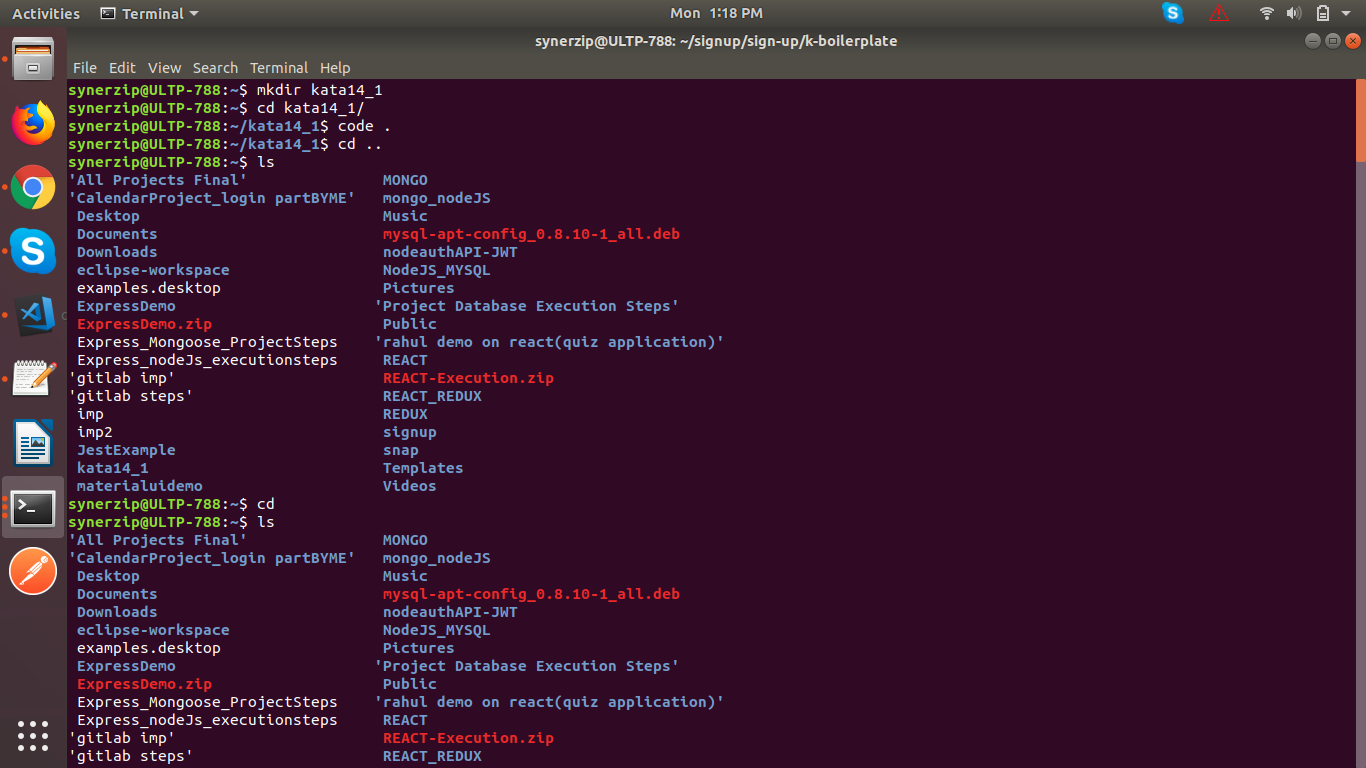 Activities Terminal Mon 1:18 PM
synerzip@ULTP-788: ~/signup/sign-up/k-boilerplate
File Edit View Search Terminal Help
synerzip@ULTP-788:~$ mkdir kata14_1
synerzip@ULTP-788:~$ cd kata14_1/
synerzip@ULTP-788:~/kata14_1$ code .
synerzip@ULTP-788:~/kata14_1$ cd ..
synerzip@ULTP-788:~$ ls
'All Projects Final' MONGO
'CalendarProject_login partBYME' mongo_nodeJS
Desktop Music
Documents mysql-apt-config_0.8.10-1_all.deb
Downloads nodeauthAPI-JWT
eclipse-workspace NodeJS_MYSQL
examples.desktop Pictures
ExpressDemo 'Project Database Execution Steps'
ExpressDemo.zip Public
Express_Mongoose_ProjectSteps 'rahul demo on react(quiz application)'
Express_nodeJs_executionsteps REACT
'gitlab imp' REACT-Execution.zip
'gitlab steps' REACT_REDUX
imp REDUX
imp2 signup
JestExample snap
kata14_1 Templates
materialuidemo Videos
synerzip@ULTP-788:~$ cd
synerzip@ULTP-788:~$ ls
'All Projects Final' MONGO
'CalendarProject_login partBYME' mongo_nodeJS
Desktop Music
Documents mysql-apt-config_0.8.10-1_all.deb
Downloads nodeauthAPI-JWT
eclipse-workspace NodeJS_MYSQL
examples.desktop Pictures
ExpressDemo 'Project Database Execution Steps'
ExpressDemo.zip Public
Express_Mongoose_ProjectSteps 'rahul demo on react(quiz application)'
Express_nodeJs_executionsteps REACT
'gitlab imp' REACT-Execution.zip
'gitlab steps' REACT_REDUX